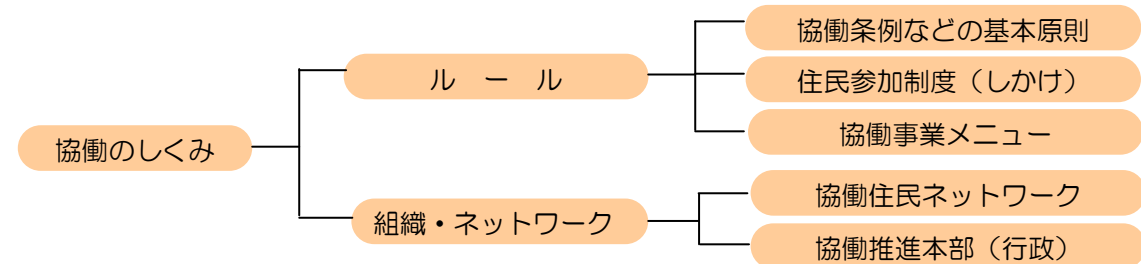 協働のしくみ
ル ー ル
協働条例などの基本原則
住民参加制度（しかけ）
協働事業メニュー
組織・ネットワーク
協働住民ネットワーク
協働推進本部（行政）